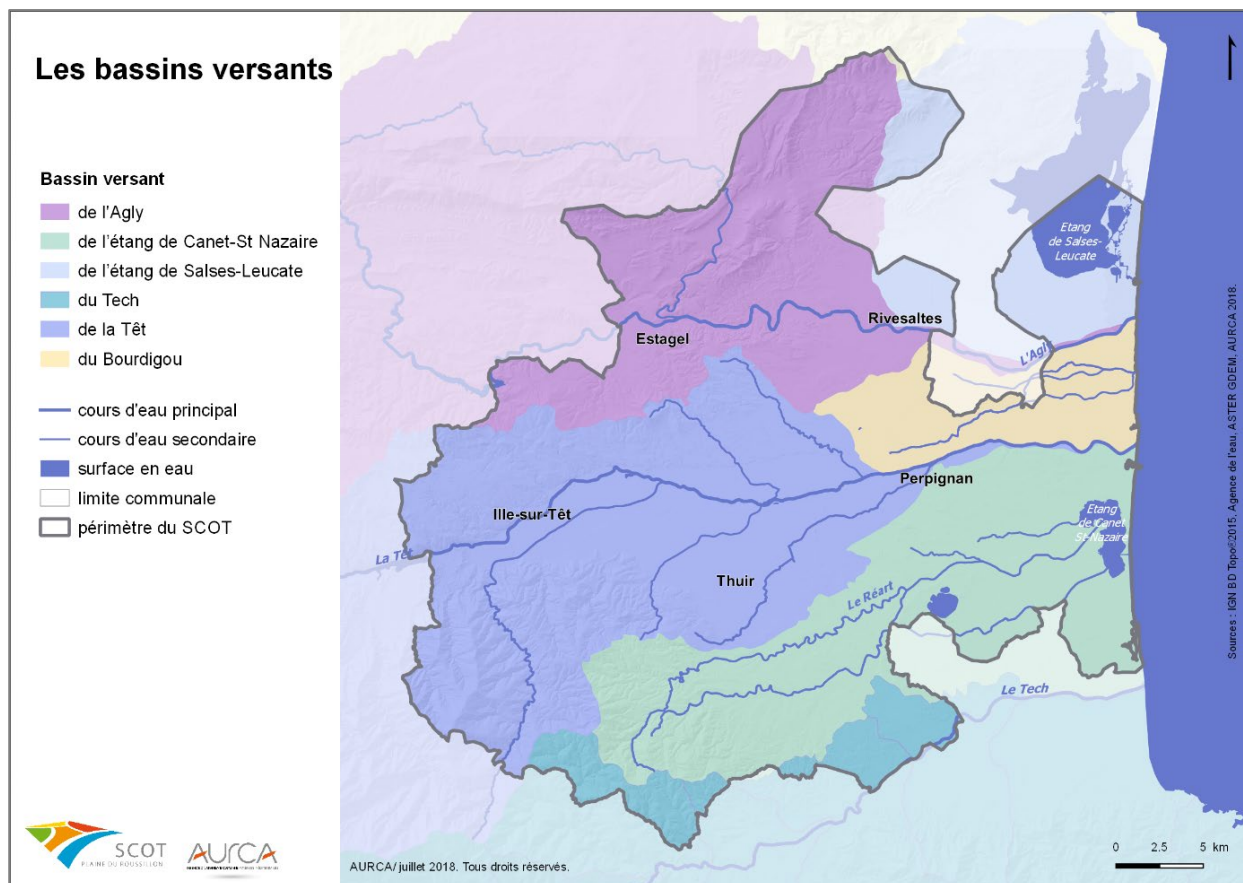 Les bassins versants
Bassin versant
de l'Agly
de l'étang de Canet-St Nazaire
de l'étang de Salses-Leucate
du Tech
de la Têt
du Bourdigou
cours d'eau principal
cours d'eau secondaire
surface en eau
limite communale
périmètre du SCOT
SCOT
PLAINE DU ROUSSILLON
AURCA
Etang
de Salses-
Leucate
Rivesaltes
Estagel
L'Agly
Perpignan
Ille-sur-Têt
La Têt
Etang
de Canet
St-Nazaire
Thuir
Le Réart
Le Tech
AURCA/ juillet 2018. Tous droits réservés.
0 2.5 5 km
Sources : IGN BD Topo®2015, Agence de l'eau, ASTER GDEM, AURCA 2018.